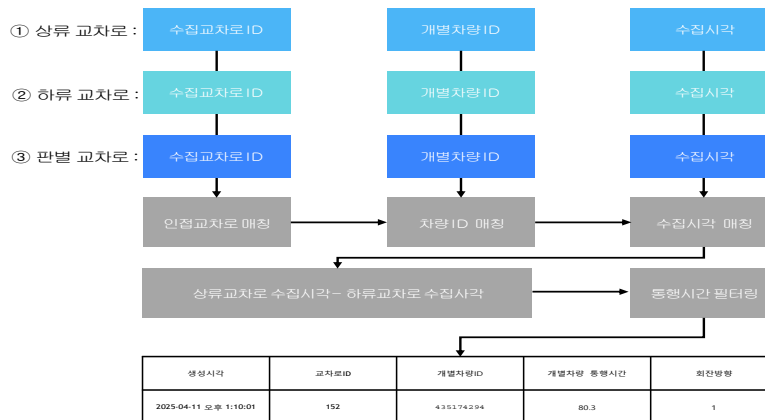 ① 상류 교차로 : 수집교차로ID 개별차량ID 수집시각
② 하류 교차로 : 수집교차로ID 개별차량ID 수집시각
③ 판별 교차로 : 수집교차로ID 개별차량ID 수집시각
인접교차로 매칭 차량ID 매칭 수집시각 매칭
상류교차로 수집시각- 하류교차로 수집사각 통행시간 필터링
생성시각 교차로ID 개별차량ID 개별차량 통행시간 회잔방향
2025-04-11 오후 1:10:01 152 435174294 80.3 1